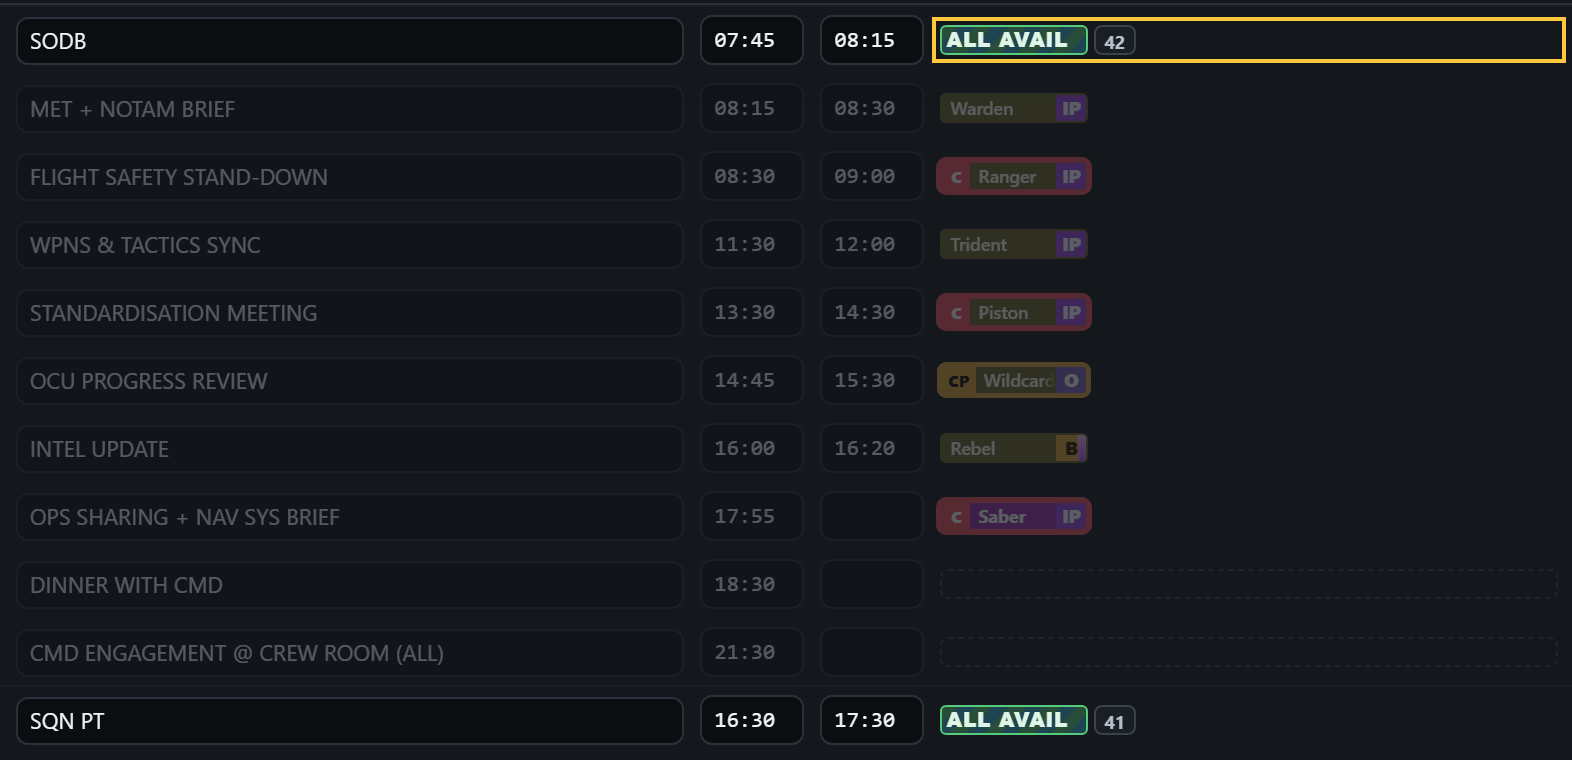 SODB 07:45 08:15 ALL AVAIL 42
MET + NOTAM BRIEF 08:15 08:30 Warden IP
FLIGHT SAFETY STAND-DOWN 08:30 09:00 C Ranger IP
WPNS & TACTICS SYNC 11:30 12:00 Trident IP
STANDARDISATION MEETING 13:30 14:30 C Piston IP
OCU PROGRESS REVIEW 14:45 15:30 CP Wildcard O
INTEL UPDATE 16:00 16:20 Rebel B
OPS SHARING + NAV SYS BRIEF 17:55 C Saber IP
DINNER WITH CMD 18:30
CMD ENGAGEMENT @ CREW ROOM (ALL) 21:30
SQN PT 16:30 17:30 ALL AVAIL 41